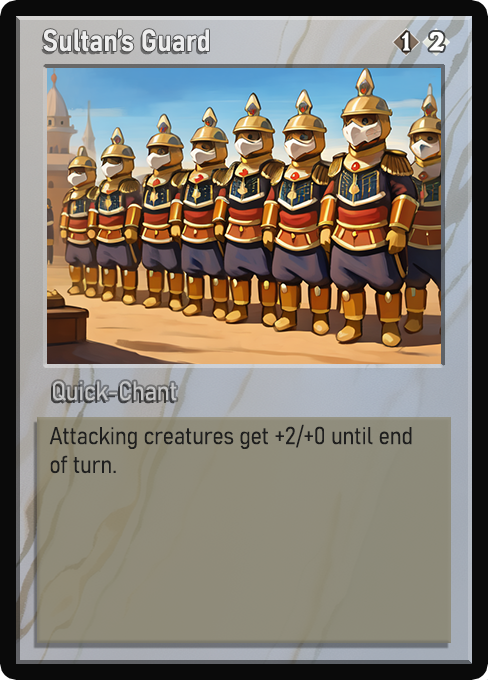 Sultan's Guard 1 2
Quick-Chant
Attacking creatures get +2/+0 until end
of turn.